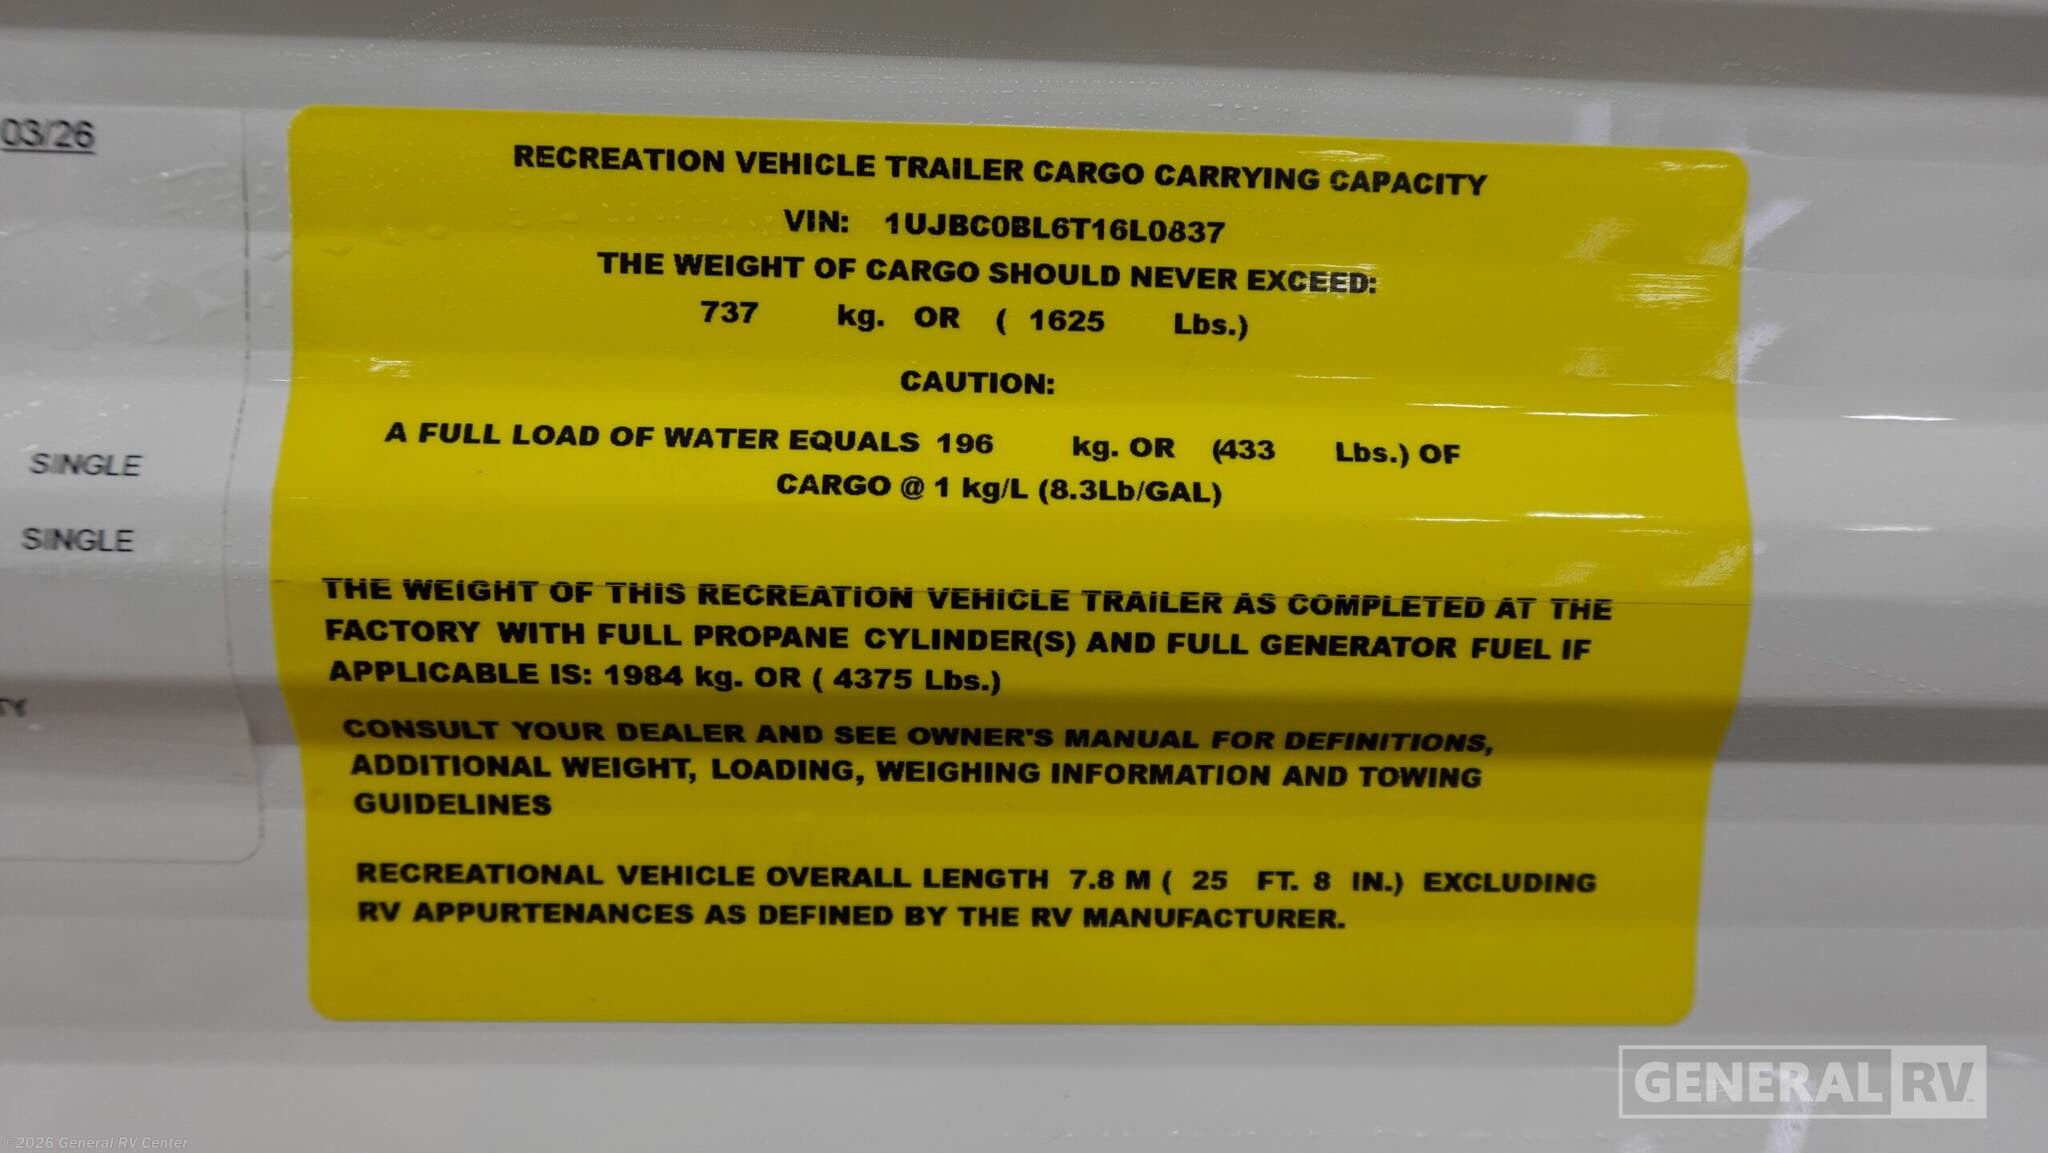 03/26
RECREATION VEHICLE TRAILER CARGO CARRYING CAPACITY
VIN: 1UJBC0BL6T16L0837
THE WEIGHT OF CARGO SHOULD NEVER EXCEED:
737 kg. OR ( 1625 Lbs.)
CAUTION:
A FULL LOAD OF WATER EQUALS 196 kg. OR (433 Lbs.) OF
CARGO @ 1 kg/L (8.3Lb/GAL)
SINGLE
SINGLE
THE WEIGHT OF THIS RECREATION VEHICLE TRAILER AS COMPLETED AT THE
FACTORY WITH FULL PROPANE CYLINDER(S) AND FULL GENERATOR FUEL IF
APPLICABLE IS: 1984 kg. OR ( 4375 Lbs.)
CONSULT YOUR DEALER AND SEE OWNER'S MANUAL FOR DEFINITIONS,
ADDITIONAL WEIGHT, LOADING, WEIGHING INFORMATION AND TOWING
GUIDELINES
RECREATIONAL VEHICLE OVERALL LENGTH 7.8 M ( 25 FT. 8 IN.) EXCLUDING
RV APPURTENANCES AS DEFINED BY THE RV MANUFACTURER.
GENERAL RV
©2026 General RV Center